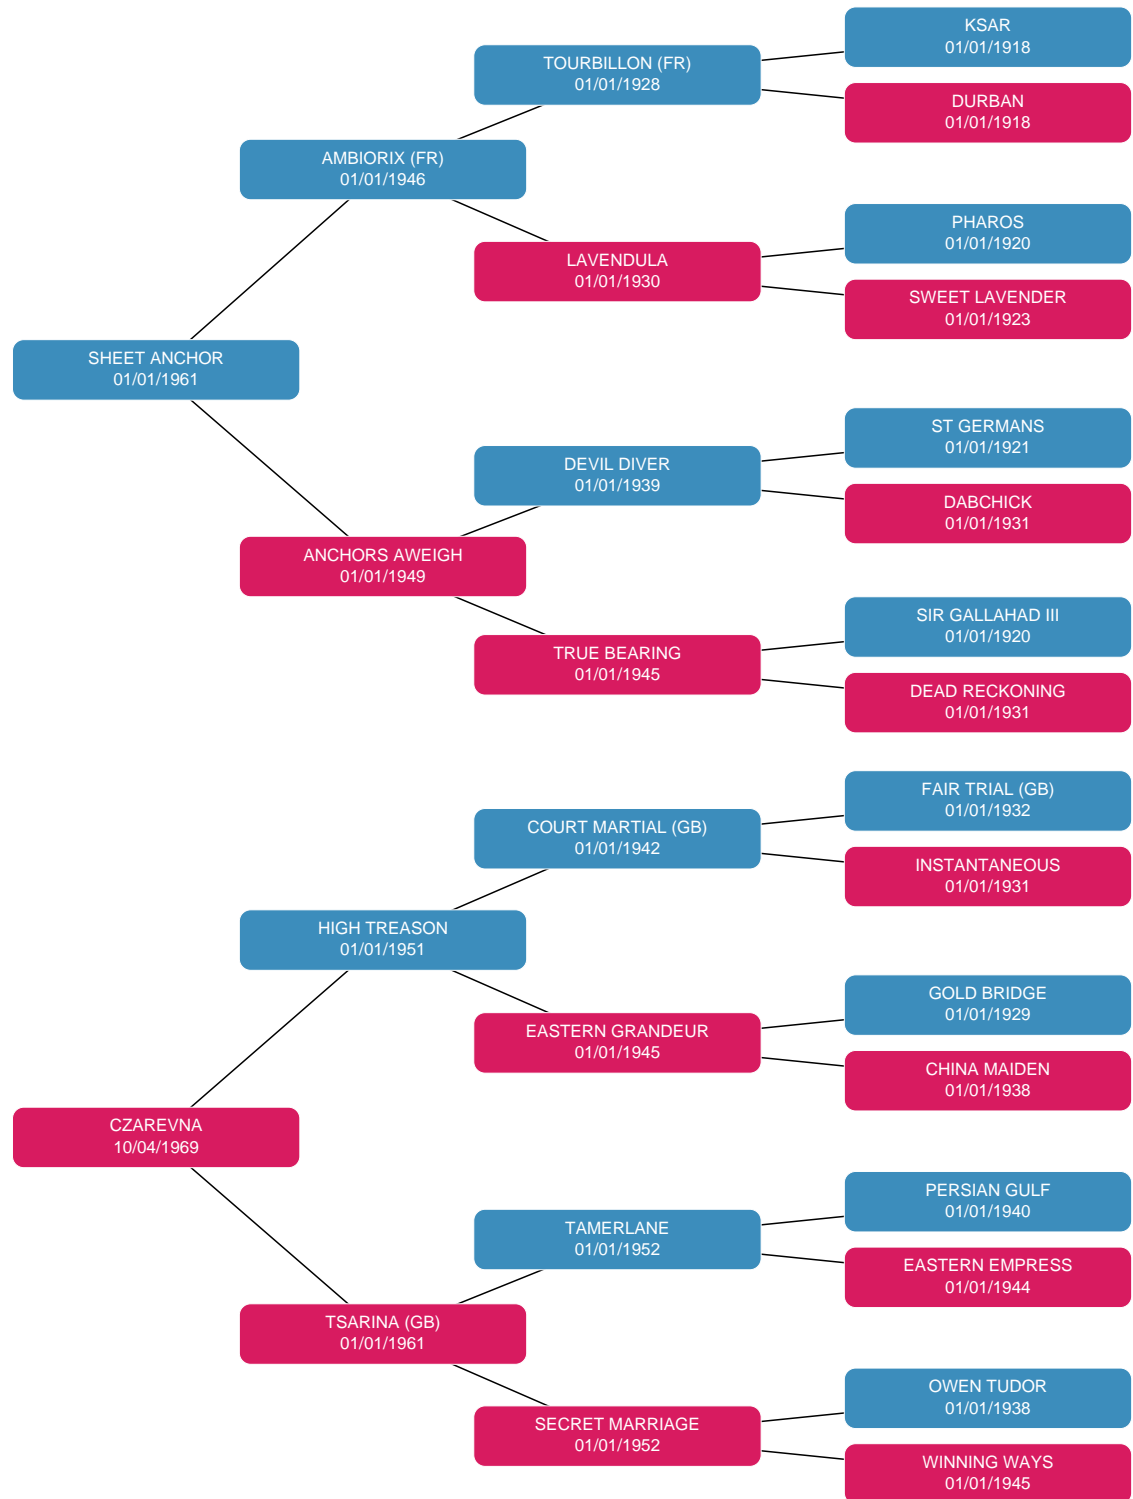 KSAR
01/01/1918
TOURBILLON (FR)
01/01/1928
DURBAN
01/01/1918
AMBIORIX (FR)
01/01/1946
PHAROS
01/01/1920
LAVENDULA
01/01/1930
SWEET LAVENDER
01/01/1923
SHEET ANCHOR
01/01/1961
ST GERMANS
01/01/1921
DEVIL DIVER
01/01/1939
DABCHICK
01/01/1931
ANCHORS AWEIGH
01/01/1949
SIR GALLAHAD III
01/01/1920
TRUE BEARING
01/01/1945
DEAD RECKONING
01/01/1931
FAIR TRIAL (GB)
01/01/1932
COURT MARTIAL (GB)
01/01/1942
INSTANTANEOUS
01/01/1931
HIGH TREASON
01/01/1951
GOLD BRIDGE
01/01/1929
EASTERN GRANDEUR
01/01/1945
CHINA MAIDEN
01/01/1938
CZAREVNA
10/04/1969
PERSIAN GULF
01/01/1940
TAMERLANE
01/01/1952
EASTERN EMPRESS
01/01/1944
TSARINA (GB)
01/01/1961
OWEN TUDOR
01/01/1938
SECRET MARRIAGE
01/01/1952
WINNING WAYS
01/01/1945